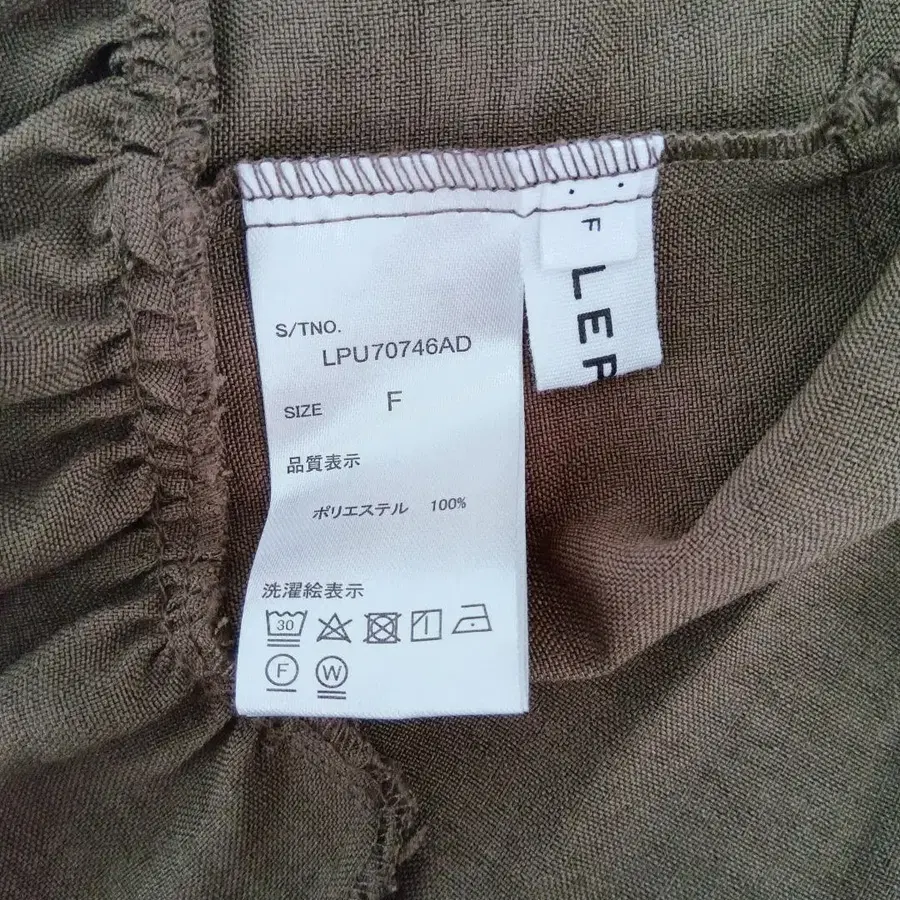 S/TNO.
LPU70746AD
SIZE F
品質表示
ポリエステル 100%
洗濯絵表示
30
F W
F
LEP